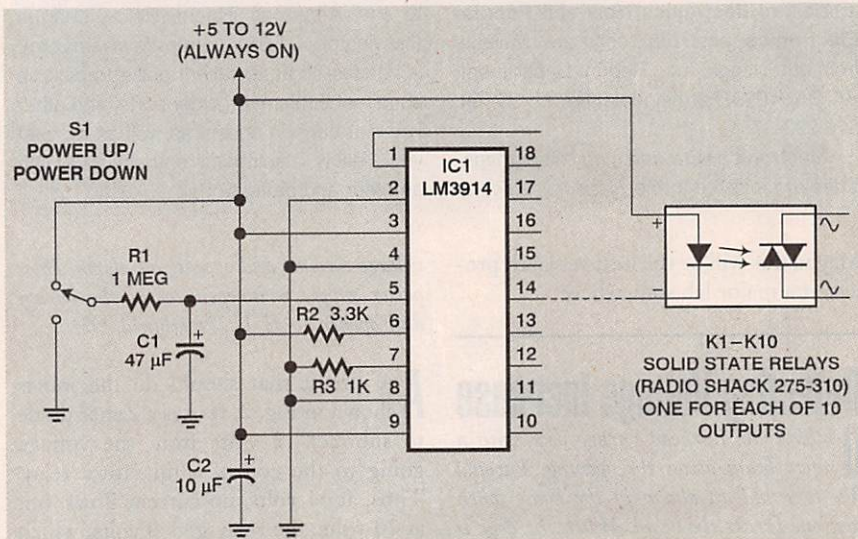 +5 TO 12V
(ALWAYS ON)
S1
POWER UP/
POWER DOWN
R1
1 MEG
C1
47 µF
+
R2 3.3K
R3 1K
C2
10 µF
+
IC1
LM3914
1
2
3
4
5
6
7
8
9
18
17
16
15
14
13
12
11
10
+
–
K1–K10
SOLID STATE RELAYS
(RADIO SHACK 275-310)
ONE FOR EACH OF 10
OUTPUTS